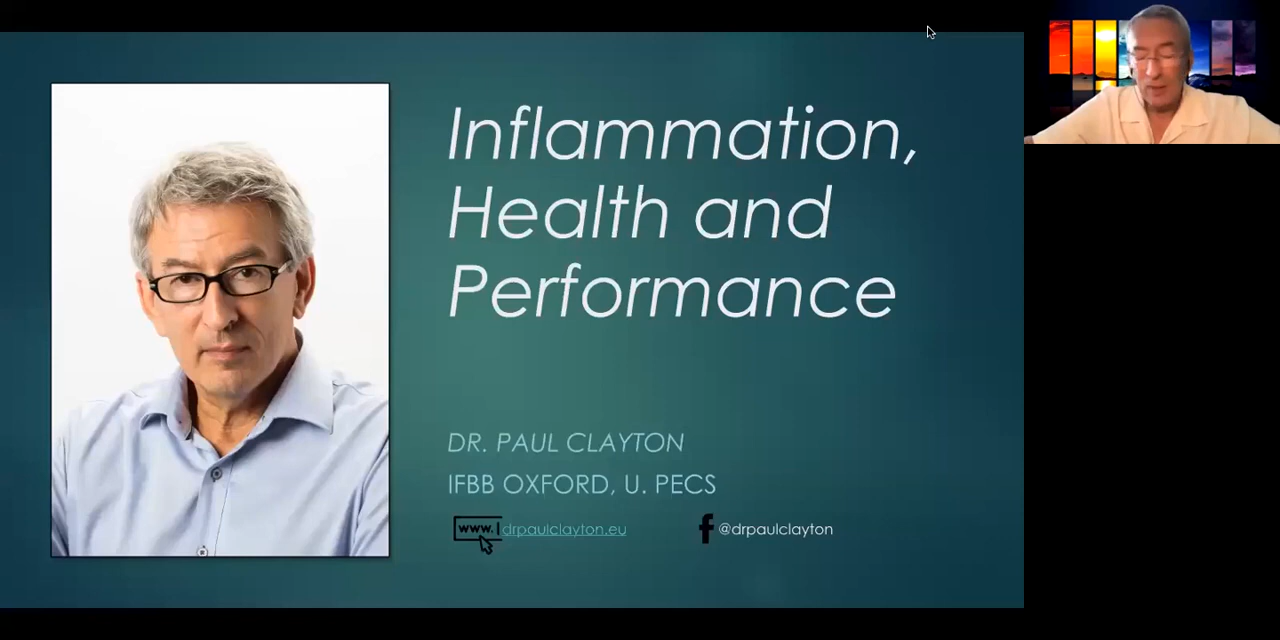 Inflammation,
Health and
Performance
DR. PAUL CLAYTON
IFBB OXFORD, U. PECS
www. drpaulclayton.eu
f @drpaulclayton